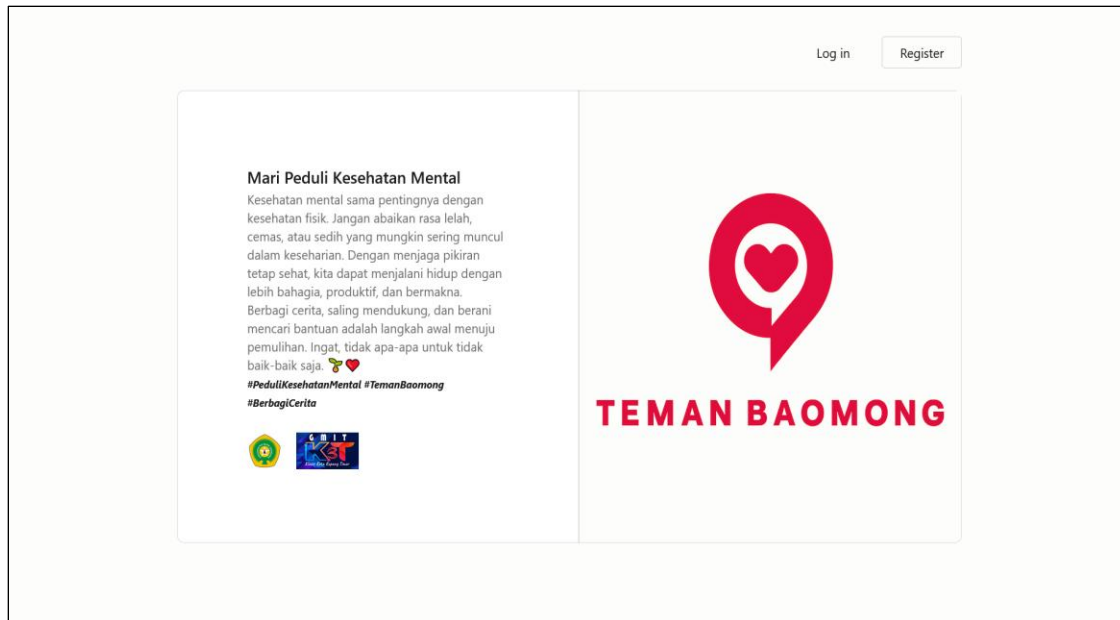 Log in
Register
Mari Peduli Kesehatan Mental
Kesehatan mental sama pentingnya dengan
kesehatan fisik. Jangan abaikan rasa lelah,
cemas, atau sedih yang mungkin sering muncul
dalam keseharian. Dengan menjaga pikiran
tetap sehat, kita dapat menjalani hidup dengan
lebih bahagia, produktif, dan bermakna.
Berbagi cerita, saling mendukung, dan berani
mencari bantuan adalah langkah awal menuju
pemulihan. Ingat, tidak apa-apa untuk tidak
baik-baik saja. 
#PeduliKesehatanMental #TemanBaomong
#BerbagiCerita
GMIT
TEMAN BAOMONG